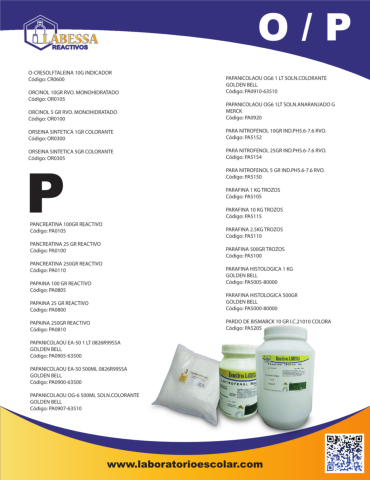 LABESSA
REACTIVOS
O / P
O-CRESOLFTALEINA 10G INDICADOR
Código: CR0600
ORCINOL 10GR RVO. MONOHIDRATADO
Código: OR0105
ORCINOL 5 GR RVO. MONOHIDRATADO
Código: OR0100
ORSEINA SINTETICA 1GR COLORANTE
Código: OR0300
ORSEINA SINTETICA 5GR COLORANTE
Código: OR0305
P
PANCREATINA 100GR REACTIVO
Código: PA0105
PANCREATINA 25 GR REACTIVO
Código: PA0100
PANCREATINA 250GR REACTIVO
Código: PA0110
PAPAINA 100 GR REACTIVO
Código: PA0805
PAPAINA 25 GR REACTIVO
Código: PA0800
PAPAINA 250GR REACTIVO
Código: PA0810
PAPANICOLAOU EA-50 1 LT 0826R995SA
GOLDEN BELL
Código: PA0905-63500
PAPANICOLAOU EA-50 500ML 0826R995SA
GOLDEN BELL
Código: PA0900-63500
PAPANICOLAOU OG-6 500ML SOLN.COLORANTE
GOLDEN BELL
Código: PA0907-63510
PAPANICOLAOU OG6 1 LT SOLN.COLORANTE
GOLDEN BELL
Código: PA0910-63510
PAPANICOLAOU OG6 1LT SOLN.ANARANJADO G
MERCK
Código: PA0920
PARA NITROFENOL 10GR IND.PH5.6-7.6 RVO.
Código: PA5152
PARA NITROFENOL 25GR IND.PH5.6-7.6 RVO.
Código: PA5154
PARA NITROFENOL 5 GR IND.PH5.6-7.6 RVO.
Código: PA5150
PARAFINA 1 KG TROZOS
Código: PA5105
PARAFINA 10 KG TROZOS
Código: PA5115
PARAFINA 2.5KG TROZOS
Código: PA5110
PARAFINA 500GR TROZOS
Código: PA5100
PARAFINA HISTOLOGICA 1 KG
GOLDEN BELL
Código: PA5005-80000
PARAFINA HISTOLOGICA 500GR
GOLDEN BELL
Código: PA5000-80000
PARDO DE BISMARCK 10 GR I.C.21010 COLORA
Código: PA5205
www.laboratorioescolar.com